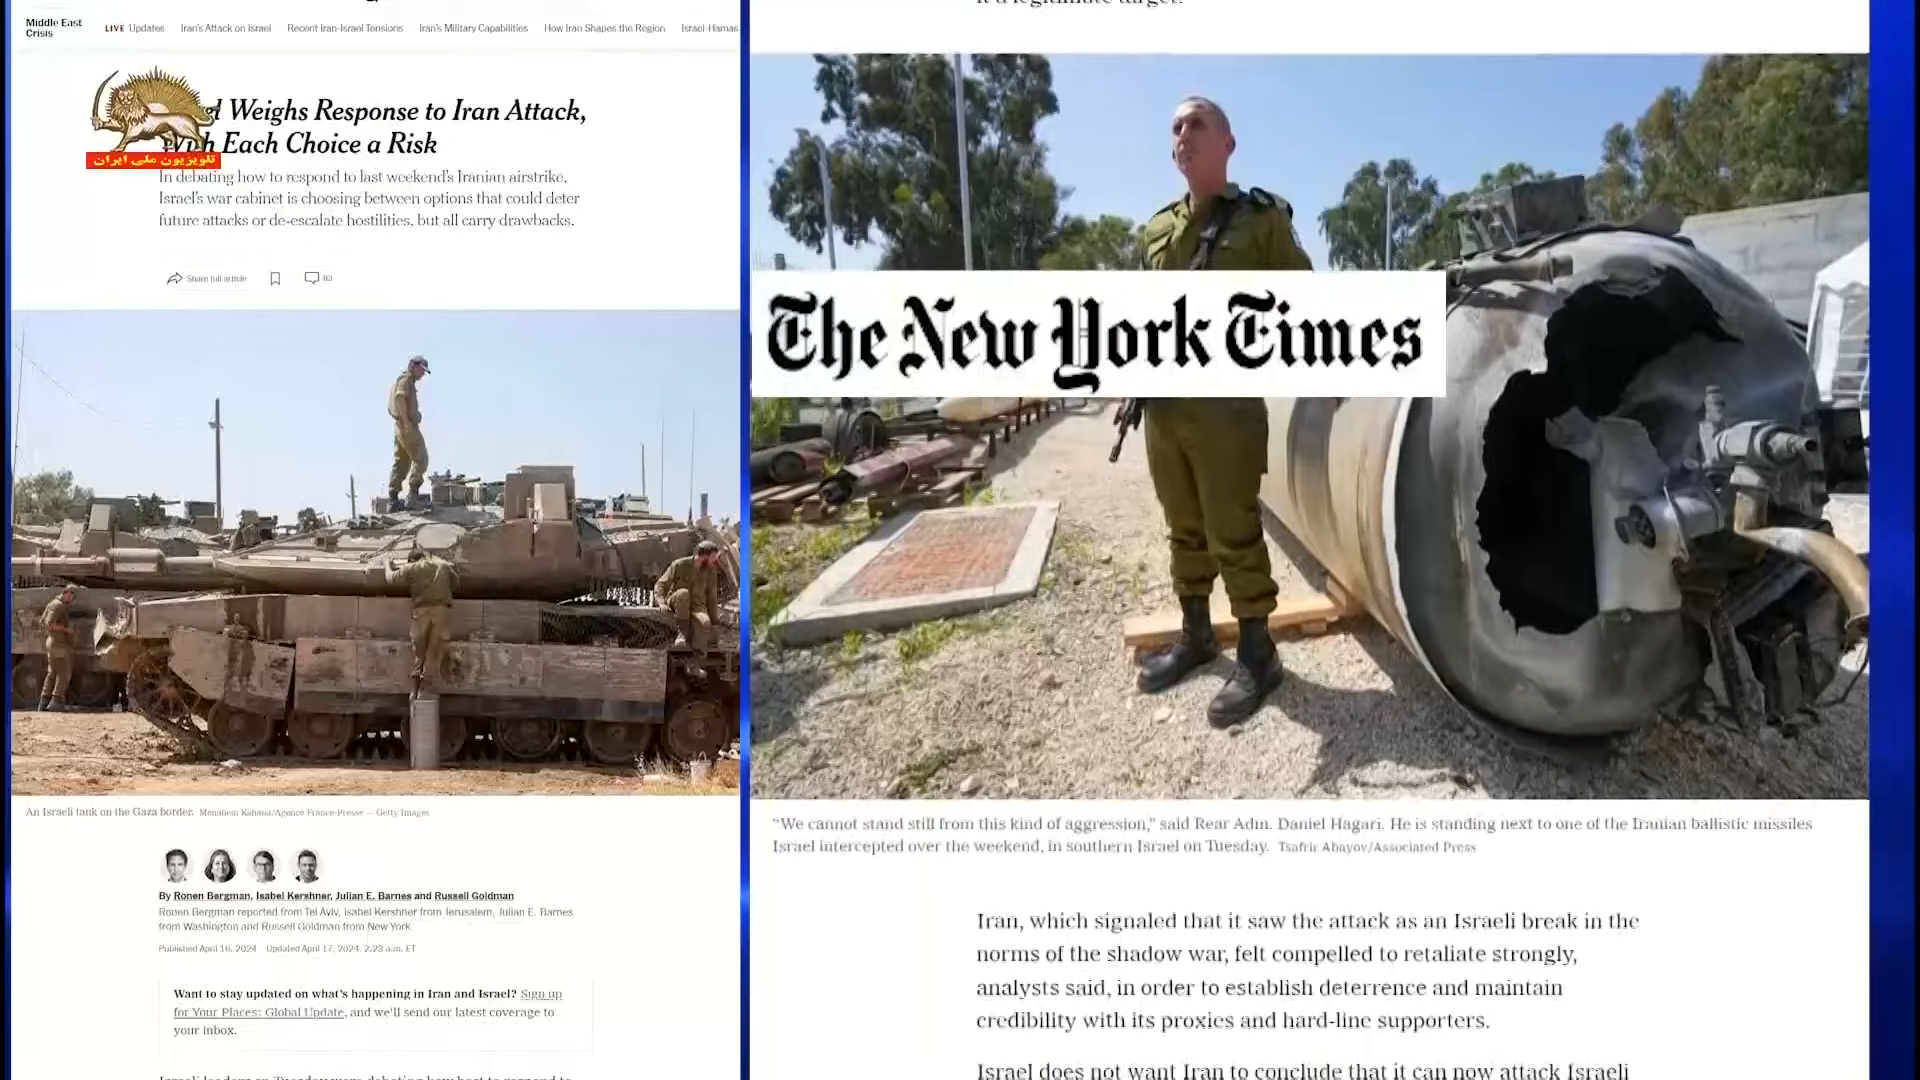 Middle East
Crisis
LIVE Updates
Iran's Attack on Israel
Recent Iran-Israel Tensions
Iran's Military Capabilities
How Iran Shapes the Region
Israel-Hamas
Weighs Response to Iran Attack,
With Each Choice a Risk
تلویزیون ملی ایران
In debating how to respond to last weekend's Iranian airstrike,
Israel's war cabinet is choosing between options that could deter
future attacks or de-escalate hostilities, but all carry drawbacks.
Share full article
An Israeli tank on the Gaza border. Menahem Kahana/Agence France-Presse — Getty Images
By Ronen Bergman, Isabel Kershner, Julian E. Barnes and Russell Goldman
Ronen Bergman reported from Tel Aviv, Isabel Kershner from Jerusalem, Julian E. Barnes
from Washington and Russell Goldman from New York.
Published April 16, 2024 Updated April 17, 2024, 2:23 a.m. ET
Want to stay updated on what's happening in Iran and Israel? Sign up
for Your Places: Global Update, and we'll send our latest coverage to
your inbox.
it a legitimate target.
The New York Times
“We cannot stand still from this kind of aggression,” said Rear Adm. Daniel Hagari. He is standing next to one of the Iranian ballistic missiles
Israel intercepted over the weekend, in southern Israel on Tuesday. Tsafrir Abayov/Associated Press
Iran, which signaled that it saw the attack as an Israeli break in the
norms of the shadow war, felt compelled to retaliate strongly,
analysts said, in order to establish deterrence and maintain
credibility with its proxies and hard-line supporters.
Israel does not want Iran to conclude that it can now attack Israeli